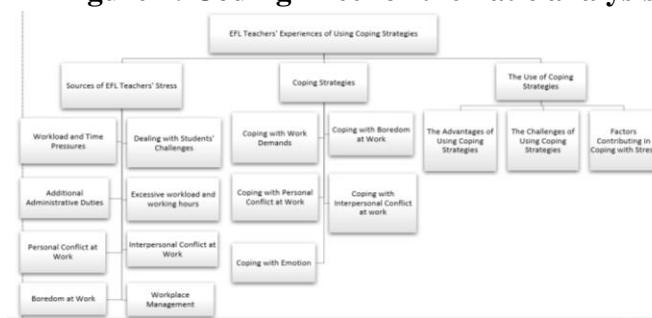 EFL Teachers' Experiences of Using Coping Strategies
Sources of EFL Teachers' Stress
Coping Strategies
The Use of Coping
Strategies
Workload and Time
Pressures
Dealing with Students'
Challenges
Additional
Administrative Duties
Excessive workload and
working hours
Personal Conflict at
Work
Interpersonal Conflict at
Work
Boredom at Work
Workplace
Management
Coping with Work
Demands
Coping with Boredom
at Work
Coping with Personal
Conflict at Work
Coping with
Interpersonal Conflict
at work
Coping with Emotion
The Advantages of
Using Coping
Strategies
The Challenges of
Using Coping
Strategies
Factors
Contributing in
Coping with Stress